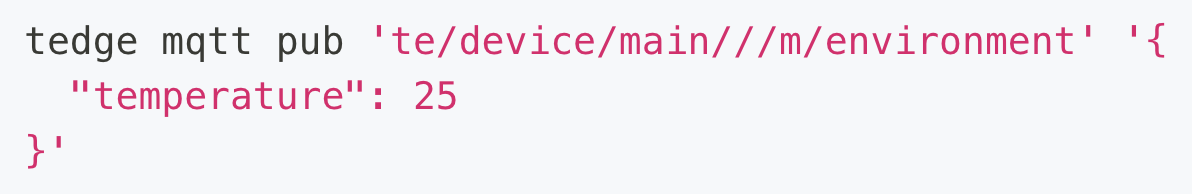 tedge mqtt pub 'te/device/main///m/environment' '{
  "temperature": 25
}'